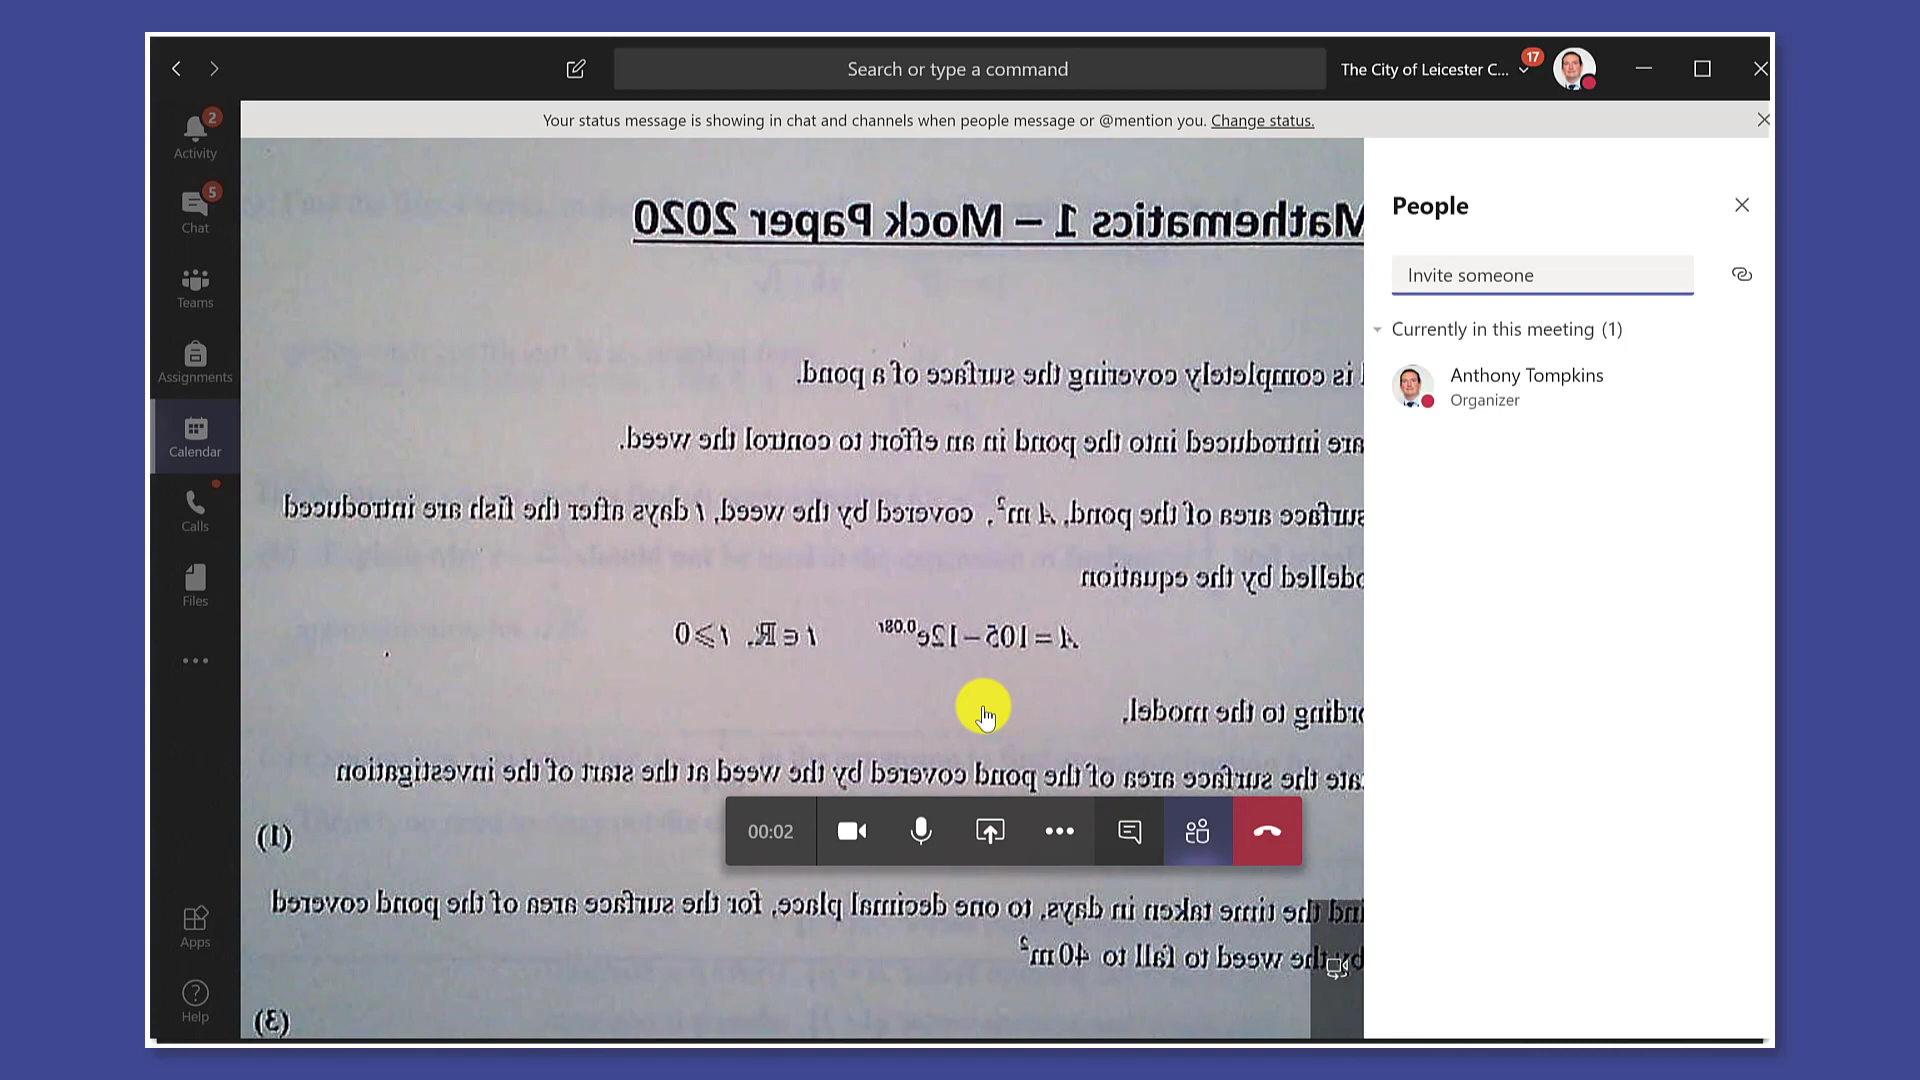 Search or type a command
The City of Leicester C...
17
Your status message is showing in chat and channels when people message or @mention you. Change status.
2
Activity
5
Chat
Teams
Assignments
Calendar
Calls
Files
Apps
Help
Mathematics 1 – Mock Paper 2020
is completely covering the surface of a pond.
are introduced into the pond in an effort to control the weed.
surface area of the pond, A m², covered by the weed, t days after the fish are introduced
by the equation
A = 105 – 12e^0.08t t ∈ ℝ, t ⩾ 0
to the model,
the surface area of the pond covered by the weed at the start of the investigation
(1)
the time taken in days, to one decimal place, for the surface area of the pond covered
the weed to fall to 40 m²
(3)
00:02
People
Invite someone
Currently in this meeting (1)
Anthony Tompkins
Organizer